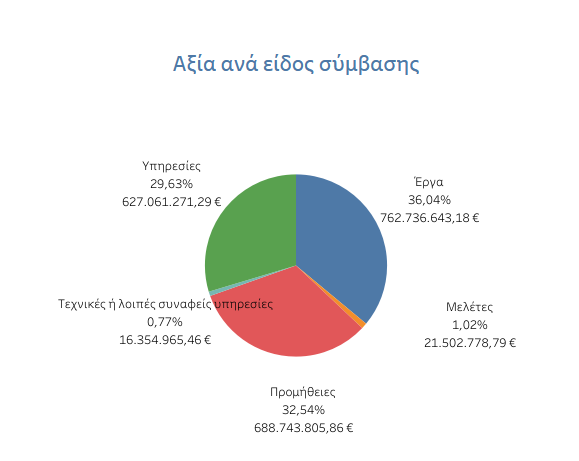 Αξία ανά είδος σύμβασης
Υπηρεσίες
29,63%
627.061.271,29 €
Έργα
36,04%
762.736.643,18 €
Τεχνικές ή λοιπές συναφείς υπηρεσίες
0,77%
16.354.965,46 €
Μελέτες
1,02%
21.502.778,79 €
Προμήθειες
32,54%
688.743.805,86 €